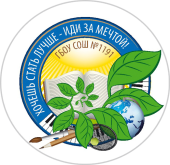 ХОЧЕШЬ СТАТЬ ЛУЧШЕ - ИДИ ЗА МЕЧТОЙ!
ГБОУ СОШ №1191